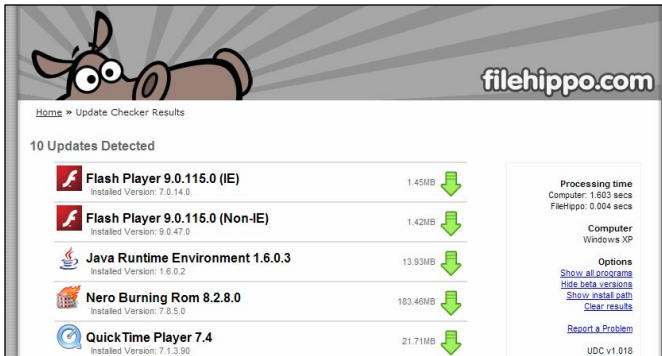 filehippo.com
Home » Update Checker Results
10 Updates Detected
Flash Player 9.0.115.0 (IE)
Installed Version: 7.0.14.0
1.45MB
Flash Player 9.0.115.0 (Non-IE)
Installed Version: 9.0.47.0
1.42MB
Java Runtime Environment 1.6.0.3
Installed Version: 1.6.0.2
13.93MB
Nero Burning Rom 8.2.8.0
Installed Version: 7.8.5.0
183.46MB
QuickTime Player 7.4
Installed Version: 7.1.3.90
21.71MB
Processing time
Computer: 1.603 secs
FileHippo: 0.004 secs
Computer
Windows XP
Options
Show all programs
Hide beta versions
Show install path
Clear results
Report a Problem
UDC v1.018